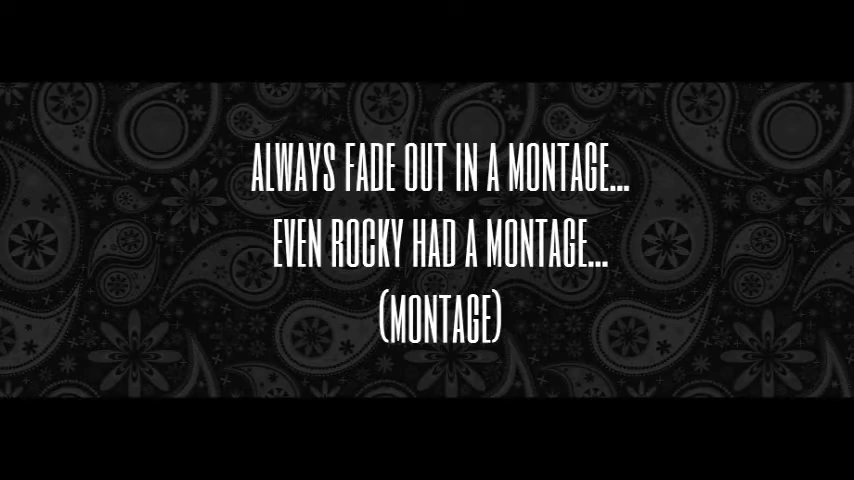 ALWAYS FADE OUT IN A MONTAGE...
EVEN ROCKY HAD A MONTAGE...
(MONTAGE)